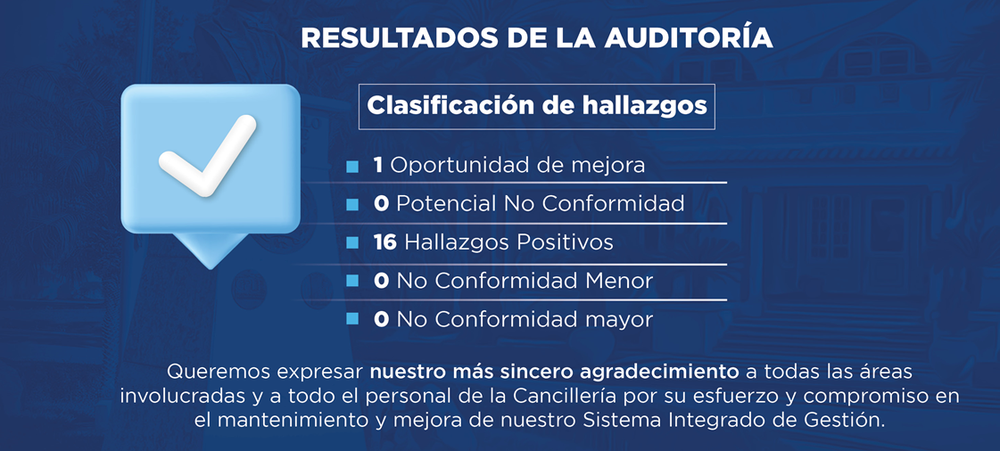 RESULTADOS DE LA AUDITORÍA
Clasificación de hallazgos
1 Oportunidad de mejora
0 Potencial No Conformidad
16 Hallazgos Positivos
0 No Conformidad Menor
0 No Conformidad mayor
Queremos expresar nuestro más sincero agradecimiento a todas las áreas
involucradas y a todo el personal de la Cancillería por su esfuerzo y compromiso en
el mantenimiento y mejora de nuestro Sistema Integrado de Gestión.